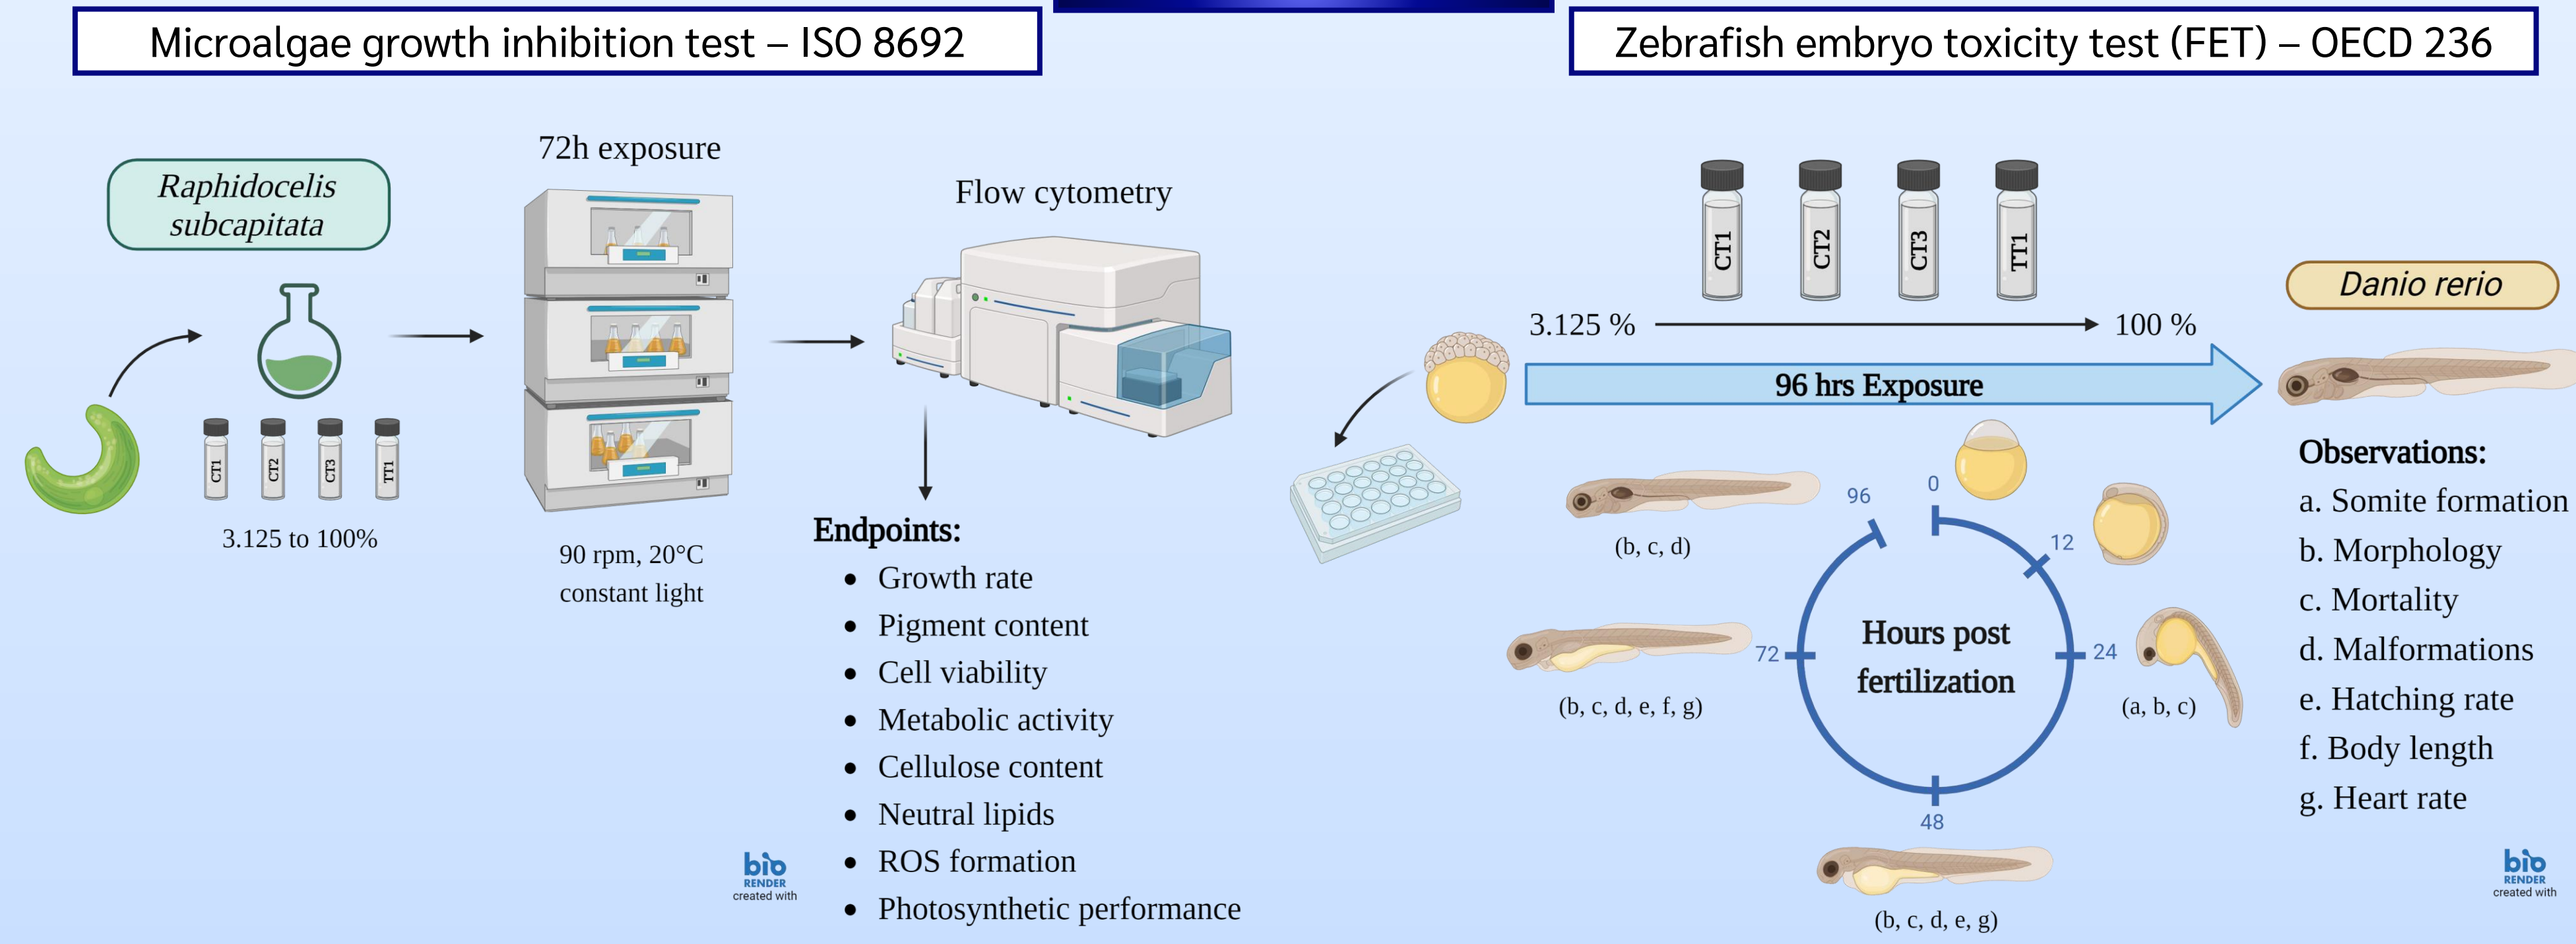 Microalgae growth inhibition test – ISO 8692
Raphidocelis
subcapitata
CT1
CT2
CT3
TT1
3.125 to 100%
72h exposure
90 rpm, 20°C
constant light
Flow cytometry
Endpoints:
• Growth rate
• Pigment content
• Cell viability
• Metabolic activity
• Cellulose content
• Neutral lipids
• ROS formation
• Photosynthetic performance
bio
RENDER
created with
Zebrafish embryo toxicity test (FET) – OECD 236
CT1
CT2
CT3
TT1
3.125 %
100 %
96 hrs Exposure
Danio rerio
0
12
24
(a, b, c)
48
(b, c, d, e, g)
72
(b, c, d, e, f, g)
96
(b, c, d)
Hours post
fertilization
Observations:
a. Somite formation
b. Morphology
c. Mortality
d. Malformations
e. Hatching rate
f. Body length
g. Heart rate
bio
RENDER
created with